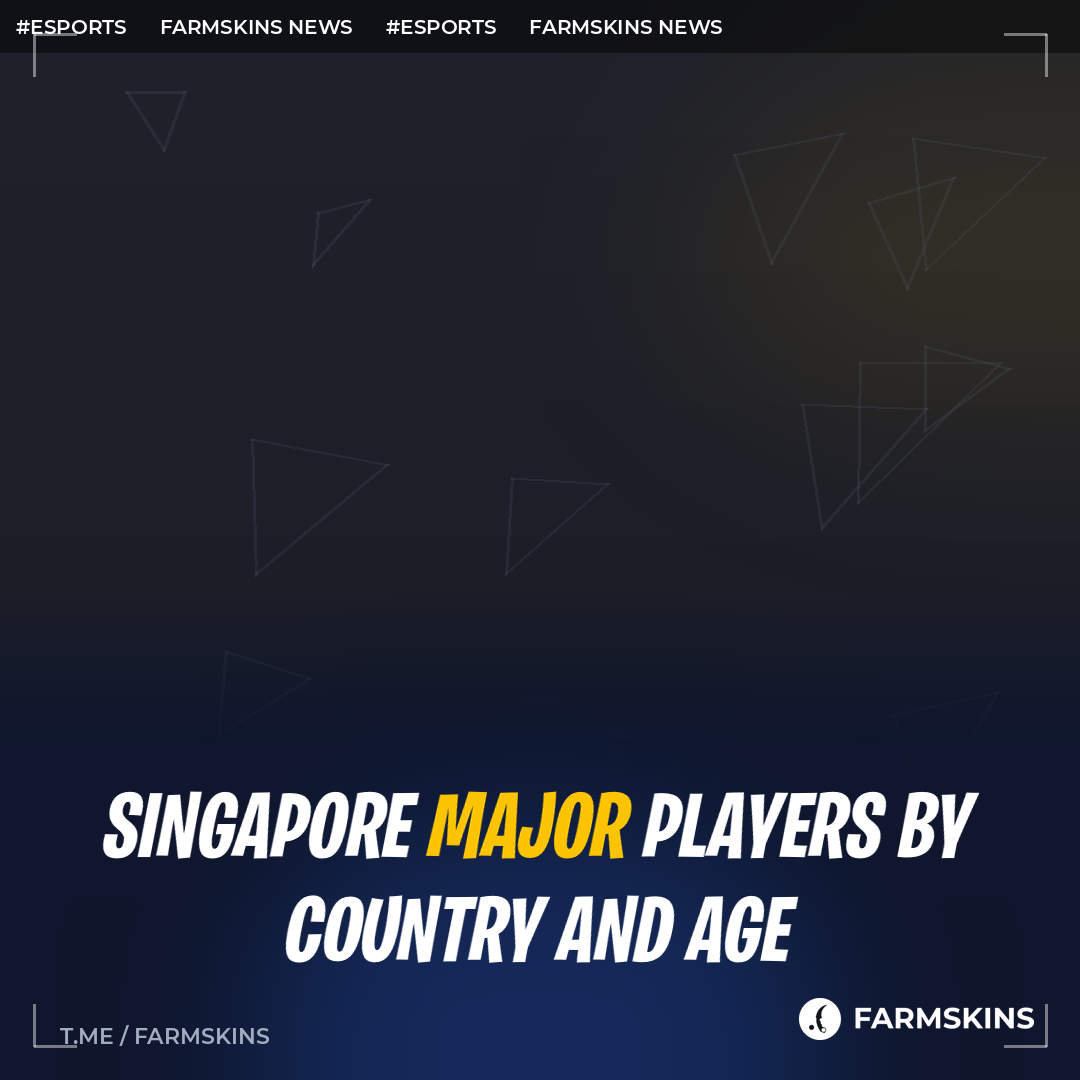 #ESPORTS FARMSKINS NEWS #ESPORTS FARMSKINS NEWS
SINGAPORE MAJOR PLAYERS BY
COUNTRY AND AGE
T.ME / FARMSKINS
FARMSKINS